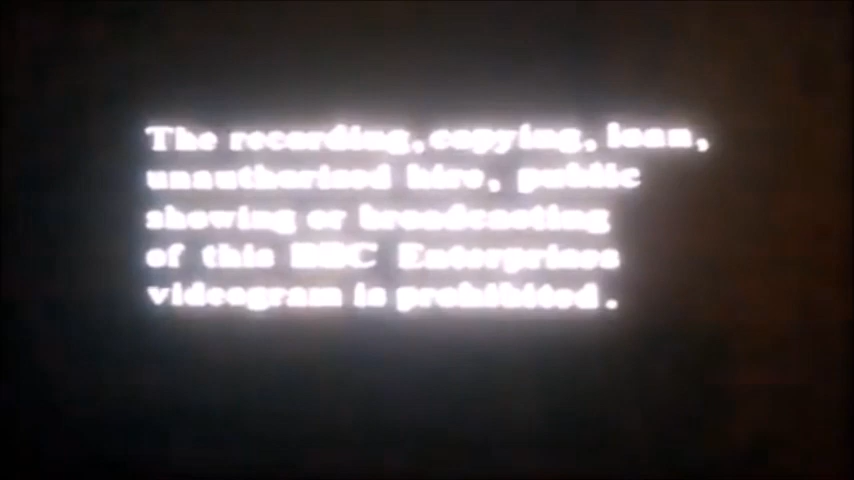 The recording, copying, loan,
unauthorised hire, public
showing or broadcasting
of this BBC Enterprises
videogram is prohibited.